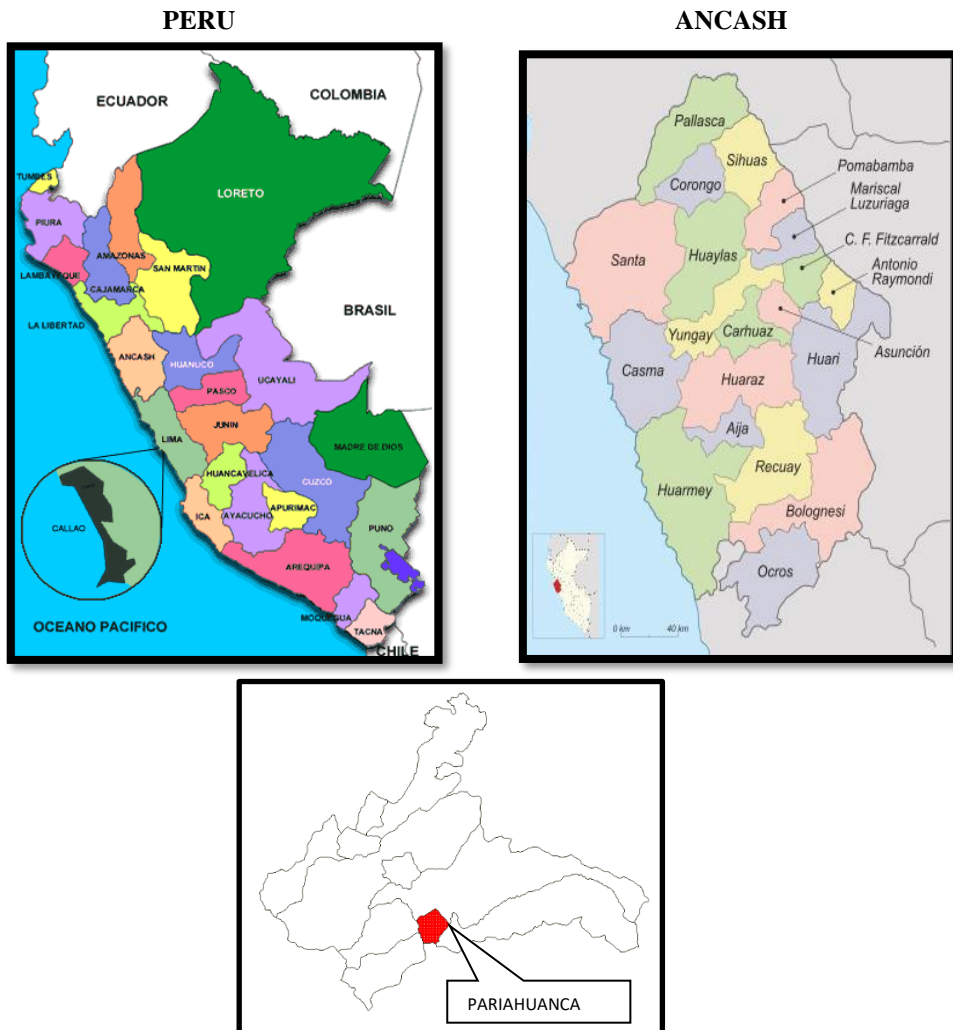 PERU
ANCASH
ECUADOR
COLOMBIA
TUMBES
LORETO
PIURA
AMAZONAS
LAMBAYEQUE
SAN MARTIN
CAJAMARCA
BRASIL
LA LIBERTAD
ANCASH
HUANUCO
UCAYALI
PASCO
LIMA
JUNIN
MADRE DE DIOS
HUANCAVELICA
CUZCO
CALLAO
ICA
AYACUCHO
APURIMAC
PUNO
AREQUIPA
OCEANO PACIFICO
MOQUEGUA
TACNA
CHILE
Pallasca
Sihuas
Pomabamba
Corongo
Mariscal
Luzuriaga
C. F. Fitzcarrald
Santa
Huaylas
Antonio
Raymondi
Yungay
Carhuaz
Asunción
Casma
Huari
Huaraz
Aija
Recuay
Huarmey
Bolognesi
Ocros
0 km
40 km
PARIAHUANCA